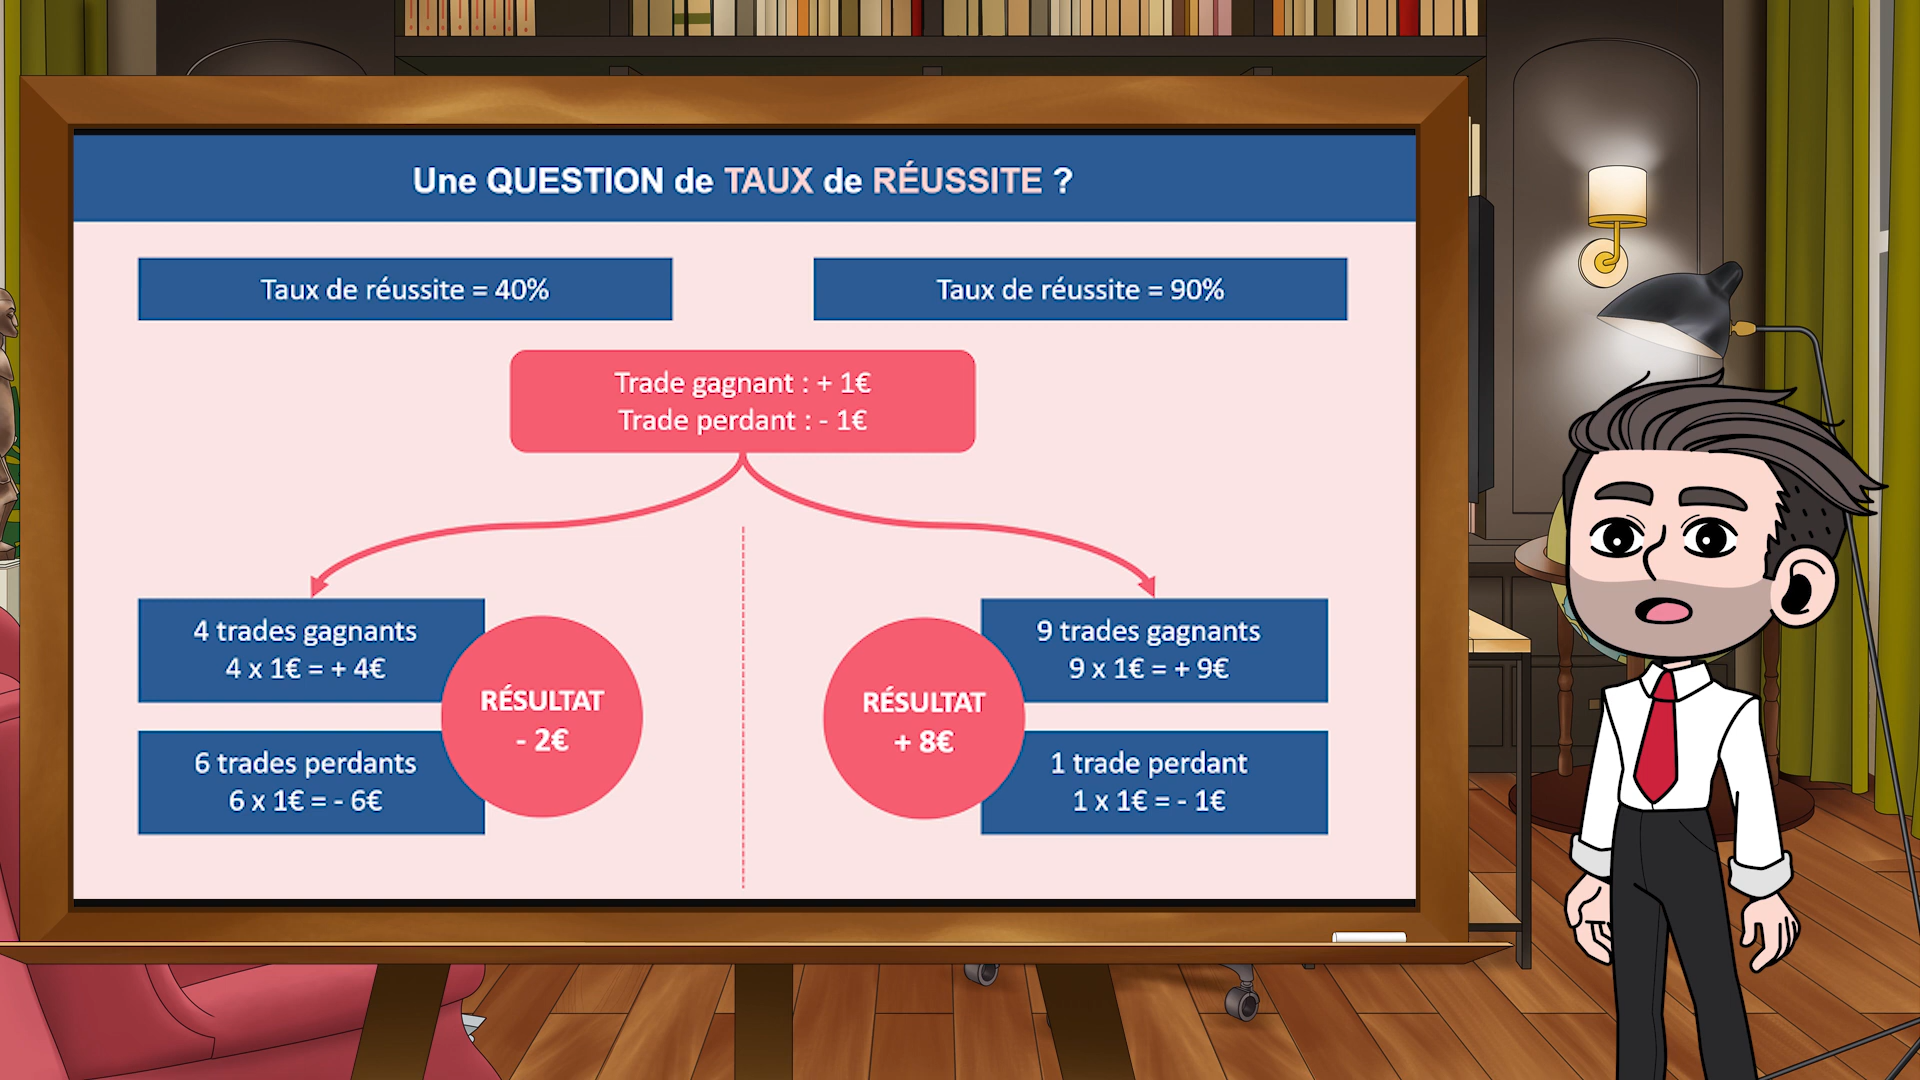 Une QUESTION de TAUX de RÉUSSITE ?
Taux de réussite = 40%
Taux de réussite = 90%
Trade gagnant : + 1€
Trade perdant : - 1€
4 trades gagnants
4 x 1€ = + 4€
RÉSULTAT
- 2€
6 trades perdants
6 x 1€ = - 6€
9 trades gagnants
9 x 1€ = + 9€
RÉSULTAT
+ 8€
1 trade perdant
1 x 1€ = - 1€